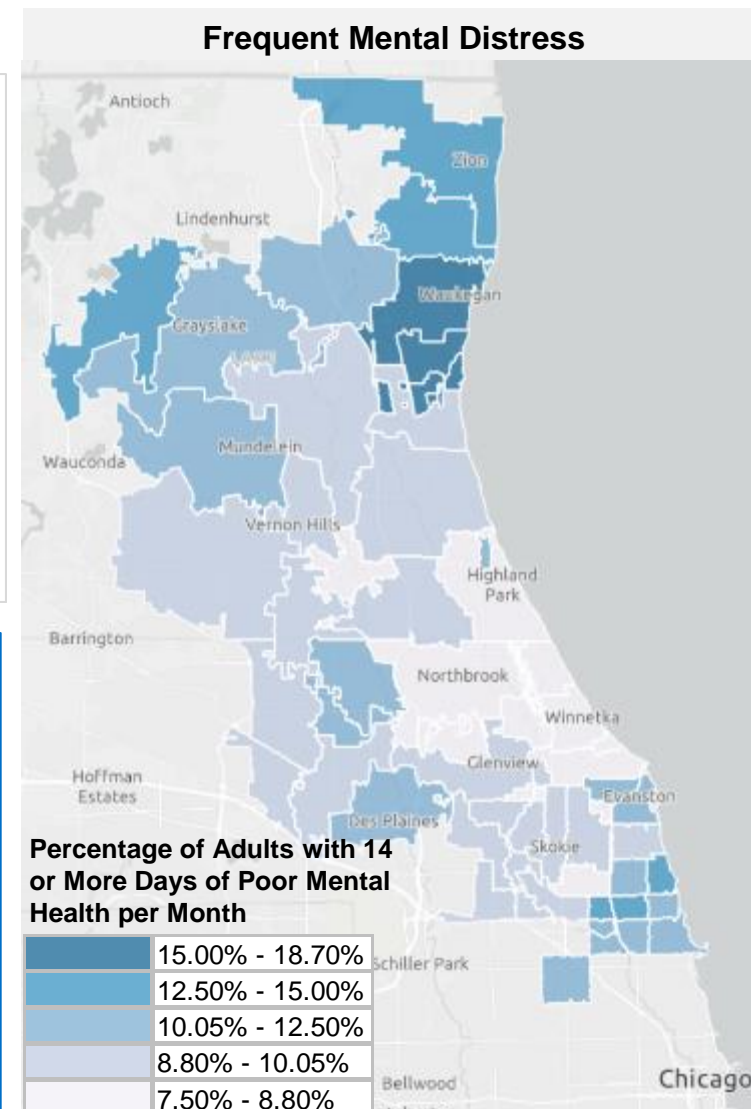 Frequent Mental Distress
Antioch
Zion
Lindenhurst
Waukegan
Grayslake
Mundelein
Wauconda
Vernon Hills
Highland
Park
Barrington
Northbrook
Winnetka
Glenview
Hoffman
Estates
Evanston
Des Plaines
Skokie
Percentage of Adults with 14
or More Days of Poor Mental
Health per Month
15.00% - 18.70%
Schiller Park
12.50% - 15.00%
10.05% - 12.50%
8.80% - 10.05%
7.50% - 8.80%
Bellwood
Chicago